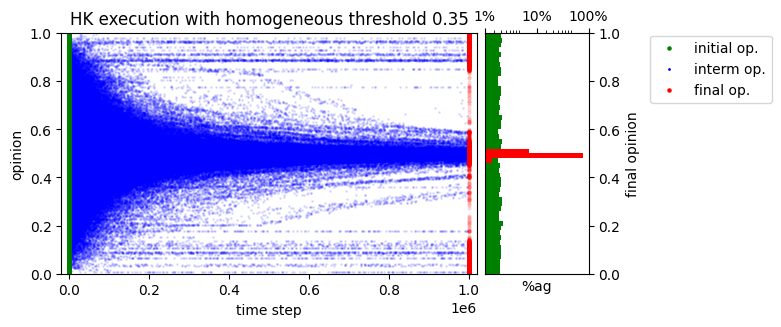 HK execution with homogeneous threshold 0.35
1% 10% 100%
initial op.
interm op.
final op.
1.0 1.0
0.8 0.8
0.6 0.6
0.4 0.4
0.2 0.2
0.0 0.0
opinion
final opinion
0.0 0.2 0.4 0.6 0.8 1.0
1e6
time step
%ag